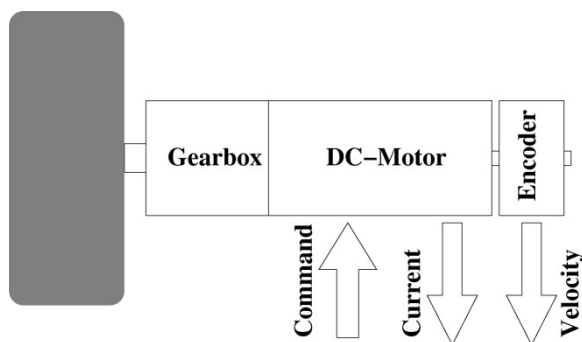 Gearbox
DC-Motor
Encoder
Command
Current
Velocity